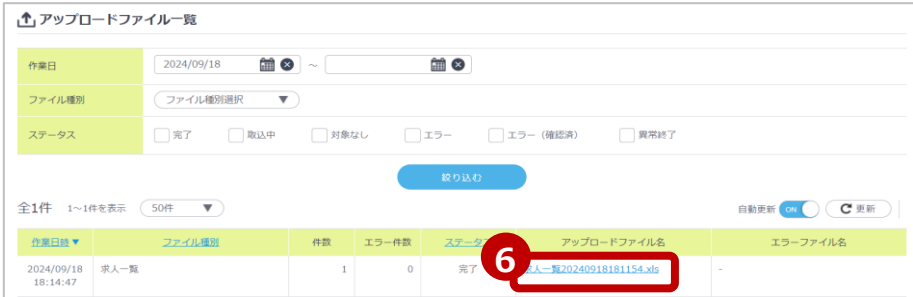 アップロードファイル一覧
作業日 2024/09/18 ～
ファイル種別 ファイル種別選択 ▼
ステータス 完了 取込中 対象なし エラー エラー（確認済） 異常終了
絞り込む
全1件 1～1件を表示 50件 ▼ 自動更新 ON 更新
作業日時▼ ファイル種別 件数 エラー件数 ステータス アップロードファイル名 エラーファイル名
6
2024/09/18 求人一覧 1 0 完了 求人一覧20240918181154.xls -
18:14:47